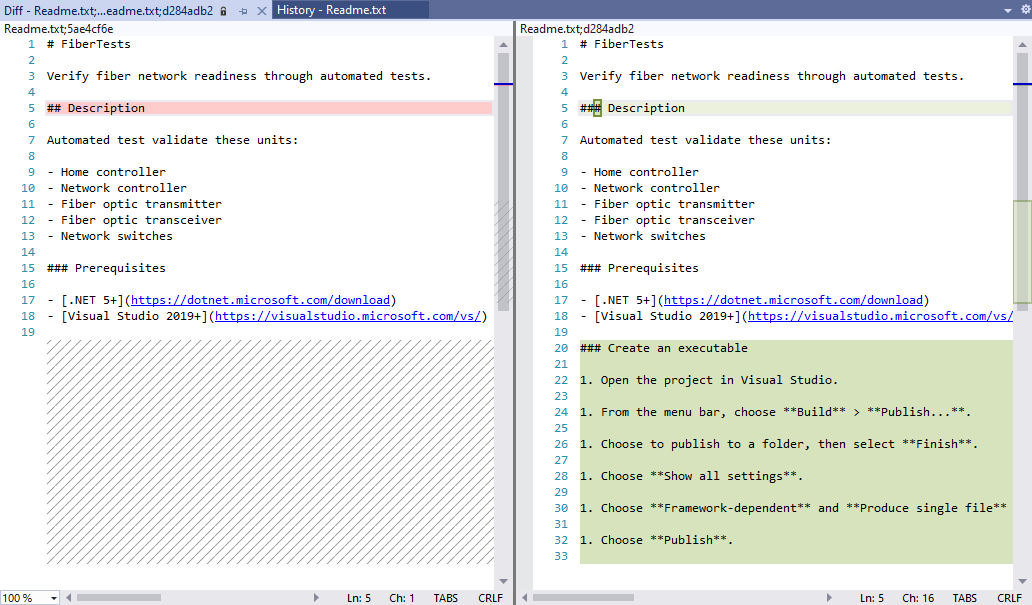 Diff - Readme.txt;...eadme.txt;d284adb2
History - Readme.txt
Readme.txt;5ae4cf6e
1 # FiberTests
2
3 Verify fiber network readiness through automated tests.
4
5 ## Description
6
7 Automated test validate these units:
8
9 - Home controller
10 - Network controller
11 - Fiber optic transmitter
12 - Fiber optic transceiver
13 - Network switches
14
15 ### Prerequisites
16
17 - [.NET 5+](https://dotnet.microsoft.com/download)
18 - [Visual Studio 2019+](https://visualstudio.microsoft.com/vs/)
19
100 %
Ln: 5 Ch: 1 TABS CRLF
Readme.txt;d284adb2
1 # FiberTests
2
3 Verify fiber network readiness through automated tests.
4
5 ### Description
6
7 Automated test validate these units:
8
9 - Home controller
10 - Network controller
11 - Fiber optic transmitter
12 - Fiber optic transceiver
13 - Network switches
14
15 ### Prerequisites
16
17 - [.NET 5+](https://dotnet.microsoft.com/download)
18 - [Visual Studio 2019+](https://visualstudio.microsoft.com/vs/
19
20 ### Create an executable
21
22 1. Open the project in Visual Studio.
23
24 1. From the menu bar, choose **Build** > **Publish...**.
25
26 1. Choose to publish to a folder, then select **Finish**.
27
28 1. Choose **Show all settings**.
29
30 1. Choose **Framework-dependent** and **Produce single file**
31
32 1. Choose **Publish**.
33
Ln: 5 Ch: 16 TABS CRLF